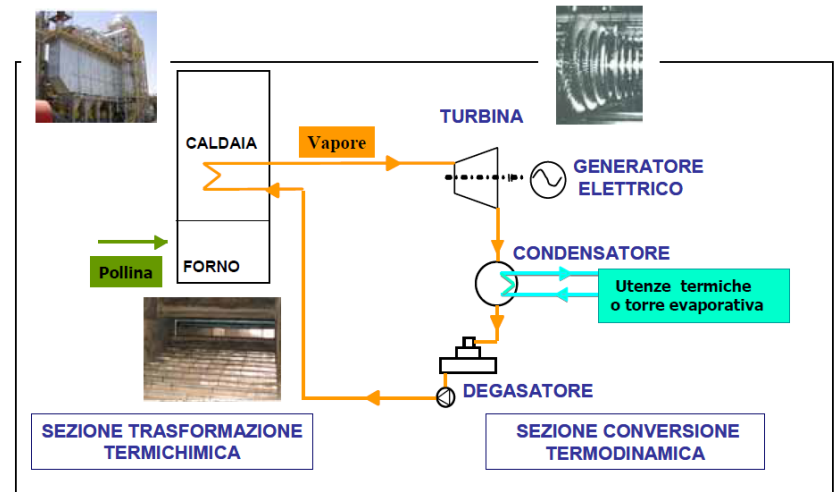 TURBINA
CALDAIA
Vapore
GENERATORE
ELETTRICO
CONDENSATORE
Pollina
FORNO
Utenze termiche
o torre evaporativa
DEGASATORE
SEZIONE TRASFORMAZIONE
TERMICHIMICA
SEZIONE CONVERSIONE
TERMODINAMICA